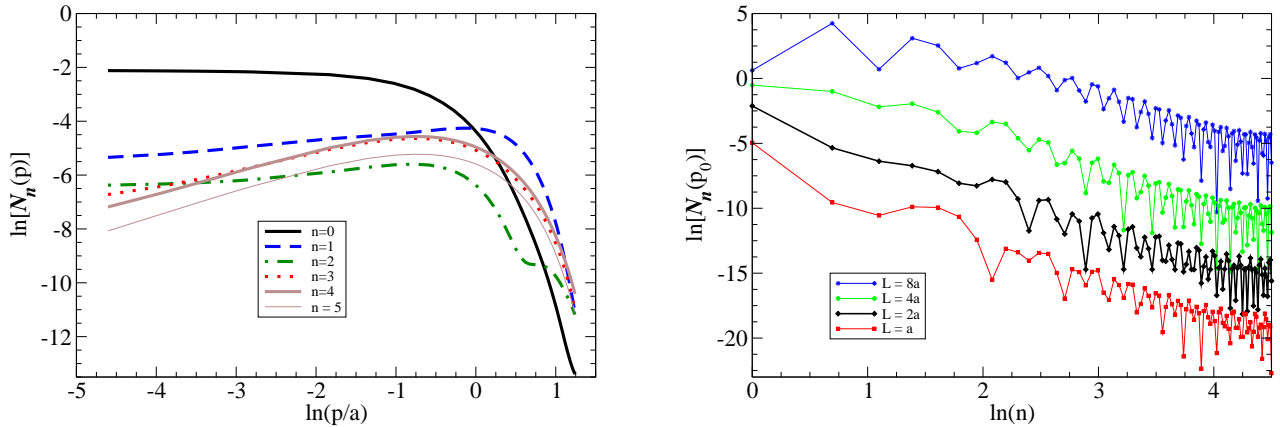 0
-2
-4
-6
-8
-10
-12
ln[N_n(p)]
n=0
n=1
n=2
n=3
n=4
n = 5
-5 -4 -3 -2 -1 0 1
ln(p/a)
5
0
-5
-10
-15
-20
ln[N_n(p_0)]
L = 8a
L = 4a
L = 2a
L = a
0 1 2 3 4
ln(n)